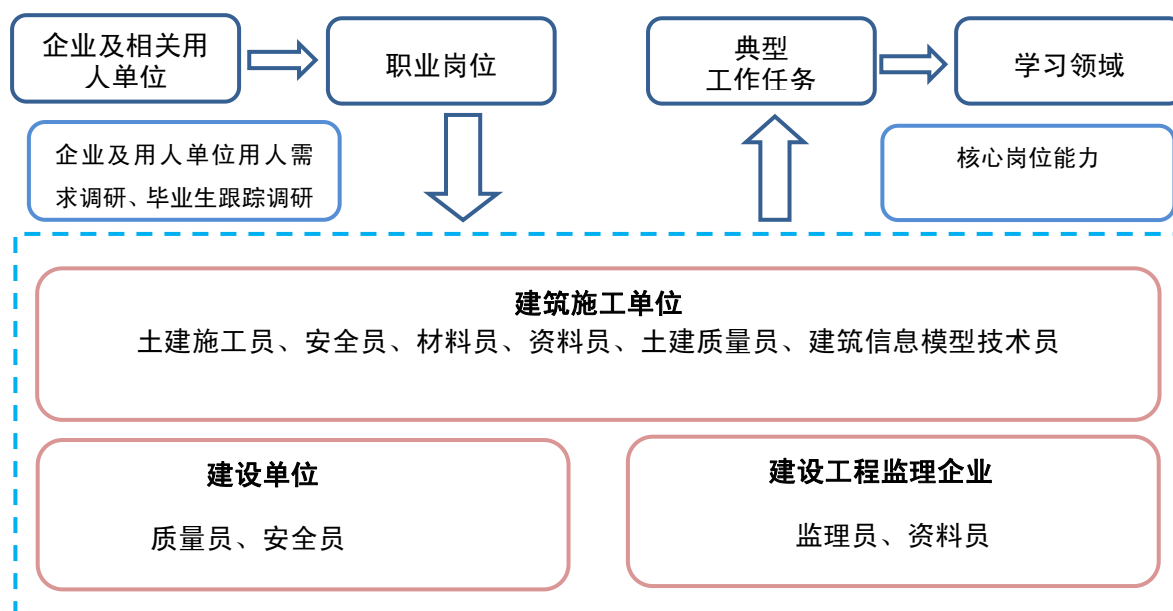 企业及相关用
人单位
职业岗位
典型
工作任务
学习领域
企业及用人单位用人需
求调研、毕业生跟踪调研
核心岗位能力
建筑施工单位
土建施工员、安全员、材料员、资料员、土建质量员、建筑信息模型技术员
建设单位
质量员、安全员
建设工程监理企业
监理员、资料员